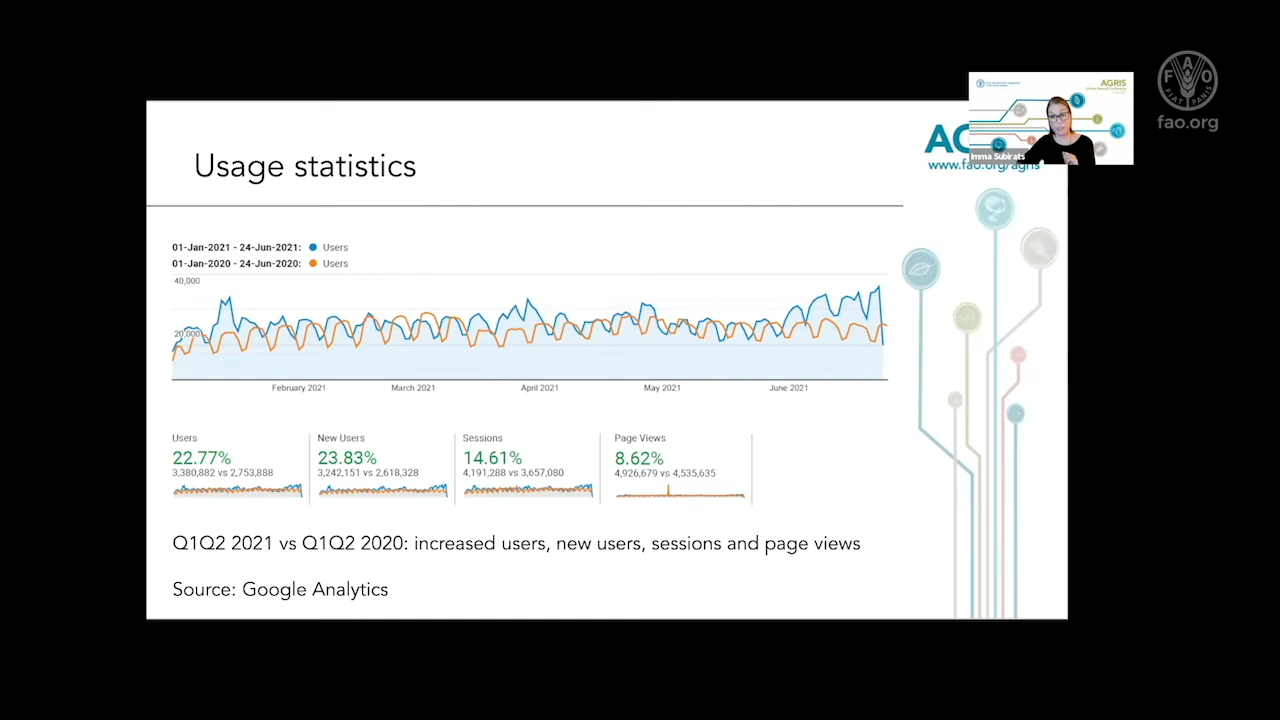 Usage statistics
AGRIS
Imma Subirats
www.fao.org/agris
F A O
FIAT PANIS
fao.org
01-Jan-2021 - 24-Jun-2021: Users
01-Jan-2020 - 24-Jun-2020: Users
40,000
20,000
February 2021 March 2021 April 2021 May 2021 June 2021
Users New Users Sessions Page Views
22.77% 23.83% 14.61% 8.62%
3,380,882 vs 2,753,888 3,242,151 vs 2,618,328 4,191,288 vs 3,657,080 4,926,679 vs 4,535,635
Q1Q2 2021 vs Q1Q2 2020: increased users, new users, sessions and page views
Source: Google Analytics